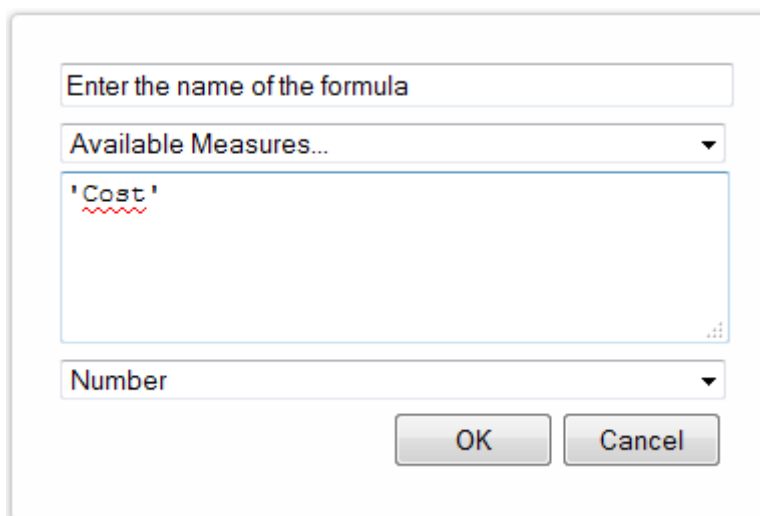 Enter the name of the formula
Available Measures...
'Cost'
Number
OK Cancel